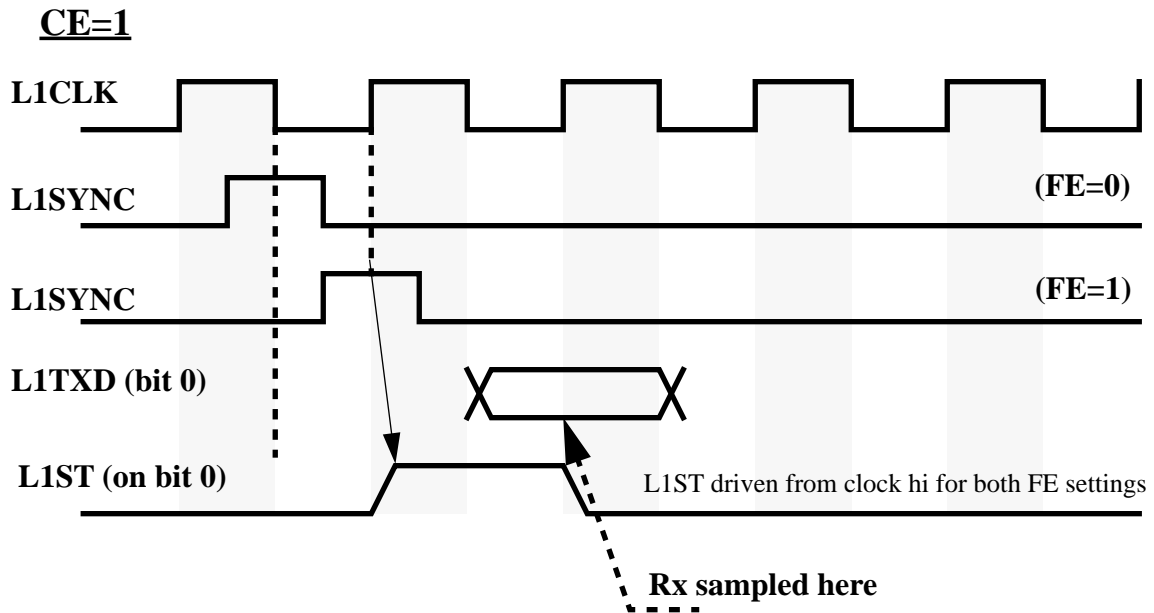 CE=1
L1CLK
L1SYNC (FE=0)
L1SYNC (FE=1)
L1TXD (bit 0)
L1ST (on bit 0)
L1ST driven from clock hi for both FE settings
Rx sampled here